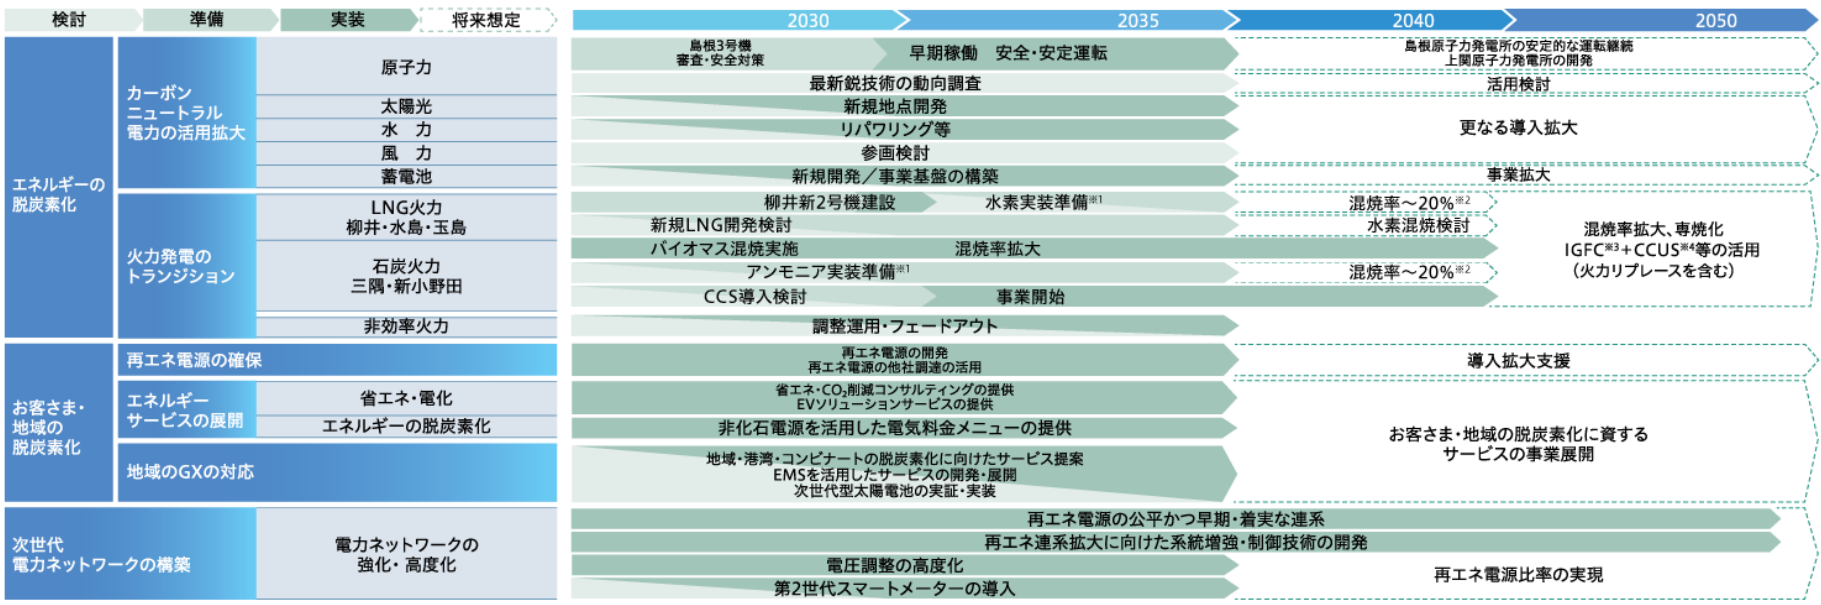 検討
準備
実装
将来想定
2030
2035
2040
2050
エネルギーの
脱炭素化
カーボン
ニュートラル
電力の活用拡大
原子力
島根3号機
審査・安全対策
早期稼働 安全・安定運転
島根原子力発電所の安定的な運転継続
上関原子力発電所の開発
最新鋭技術の動向調査
活用検討
太陽光
新規地点開発
水 力
リパワリング等
更なる導入拡大
風 力
参画検討
蓄電池
新規開発／事業基盤の構築
事業拡大
火力発電の
トランジション
LNG火力
柳井・水島・玉島
柳井新2号機建設
水素実装準備※1
混焼率～20%※2
新規LNG開発検討
水素混焼検討
石炭火力
三隅・新小野田
バイオマス混焼実施
混焼率拡大
アンモニア実装準備※1
混焼率～20%※2
CCS導入検討
事業開始
混焼率拡大、専焼化
IGFC※3+CCUS※4等の活用
（火力リプレースを含む）
非効率火力
調整運用・フェードアウト
お客さま・
地域の
脱炭素化
再エネ電源の確保
再エネ電源の開発
再エネ電源の他社調達の活用
導入拡大支援
エネルギー
サービスの展開
省エネ・電化
省エネ・CO₂削減コンサルティングの提供
EVソリューションサービスの提供
エネルギーの脱炭素化
非化石電源を活用した電気料金メニューの提供
地域のGXの対応
地域・港湾・コンビナートの脱炭素化に向けたサービス提案
EMSを活用したサービスの開発・展開
次世代型太陽電池の実証・実装
お客さま・地域の脱炭素化に資する
サービスの事業展開
次世代
電力ネットワークの構築
電力ネットワークの
強化・高度化
再エネ電源の公平かつ早期・着実な連系
再エネ連系拡大に向けた系統増強・制御技術の開発
電圧調整の高度化
第2世代スマートメーターの導入
再エネ電源比率の実現